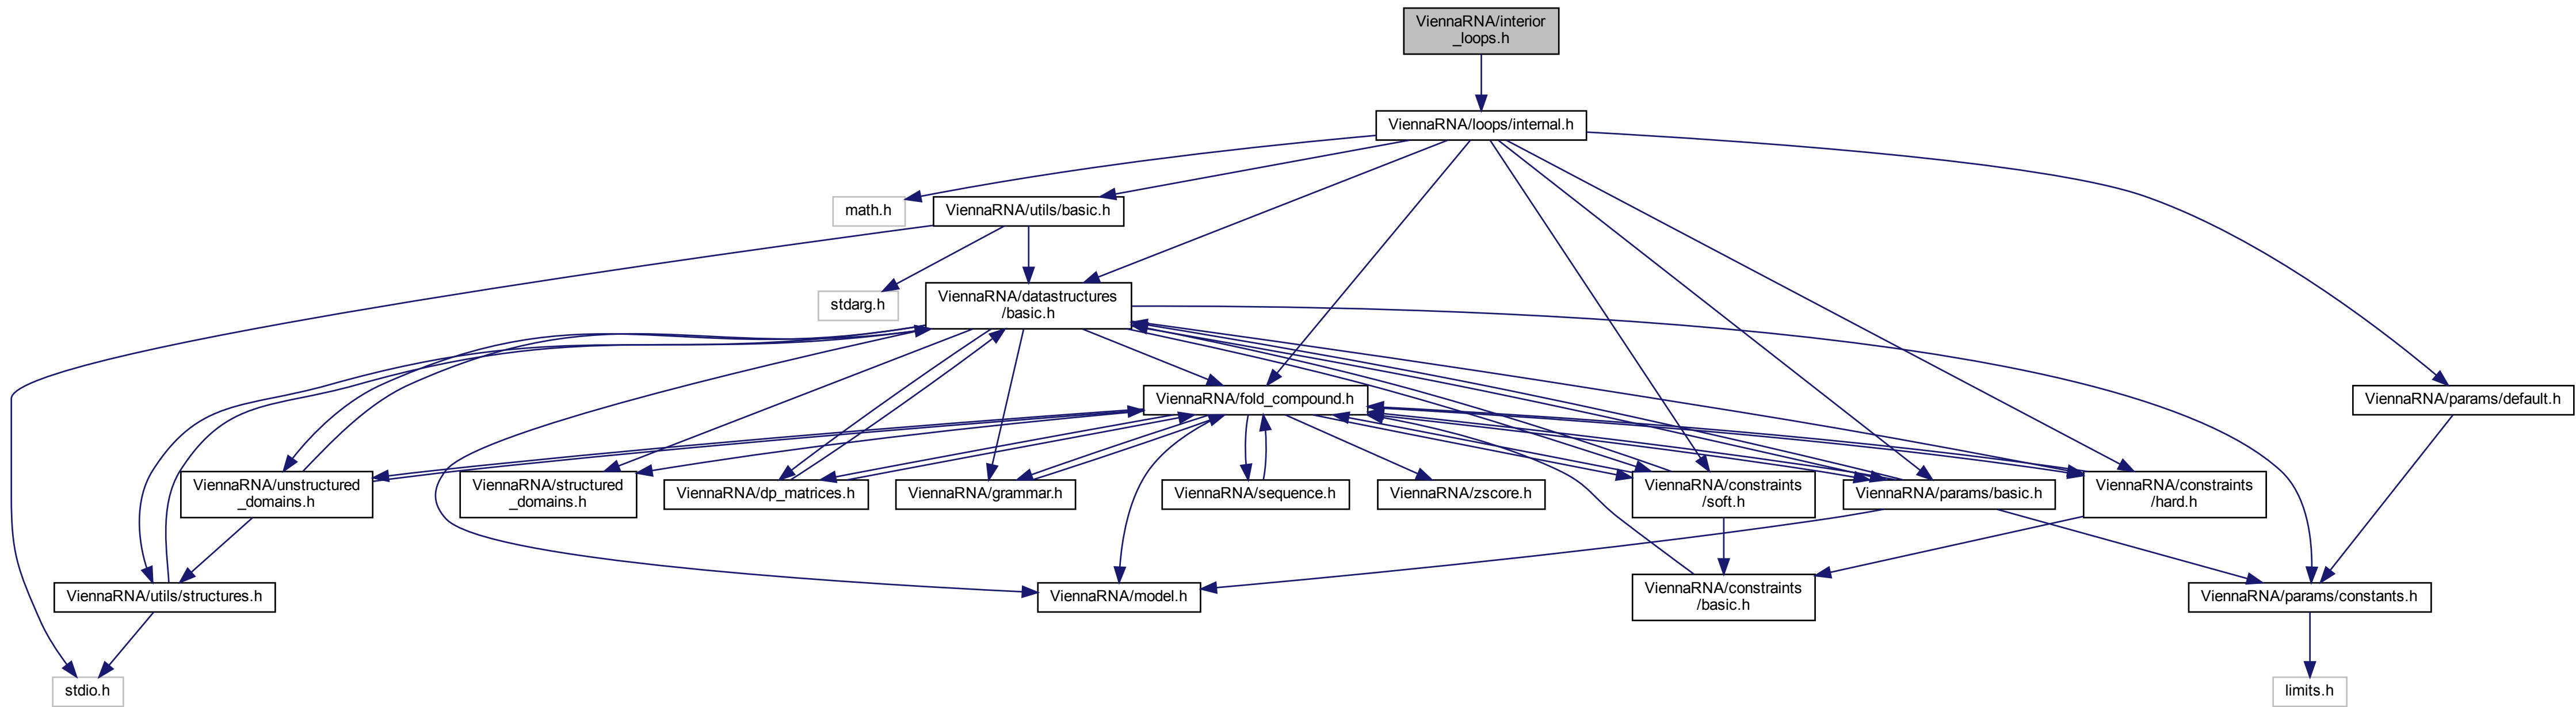 ViennaRNA/interior
_loops.h
ViennaRNA/loops/internal.h
math.h
ViennaRNA/utils/basic.h
stdarg.h
ViennaRNA/datastructures
/basic.h
ViennaRNA/fold_compound.h
ViennaRNA/params/default.h
ViennaRNA/unstructured
_domains.h
ViennaRNA/structured
_domains.h
ViennaRNA/dp_matrices.h
ViennaRNA/grammar.h
ViennaRNA/sequence.h
ViennaRNA/zscore.h
ViennaRNA/constraints
/soft.h
ViennaRNA/params/basic.h
ViennaRNA/constraints
/hard.h
ViennaRNA/utils/structures.h
ViennaRNA/model.h
ViennaRNA/constraints
/basic.h
ViennaRNA/params/constants.h
stdio.h
limits.h